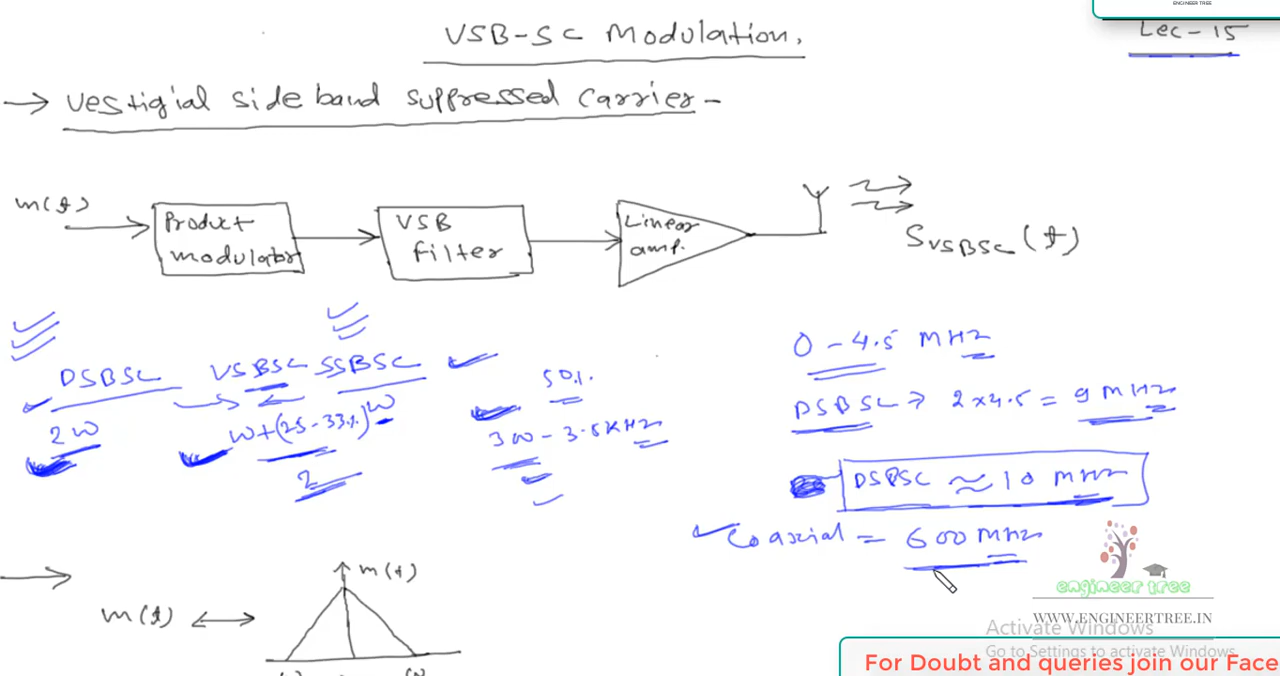 ENGINEER TREE
Lec-15
VSB-SC Modulation.
→ Vestigial side band suppressed carrier -
m(t)
Product modulator
VSB filter
Linear amp.
S_VSBSC(t)
DSBSC VSBSC SSBSC
2W
W+(25-33%)W
2
50%
300-3.5KHz
0-4.5 MHz
DSBSC → 2×4.5 = 9 MHz
DSBSC ≈ 10 MHz
Coaxial = 600 MHz
m(t) ↔
m(f)
engineer tree
WWW.ENGINEERTREE.IN
Activate Windows
Go to Settings to activate Windows.
For Doubt and queries join our Face